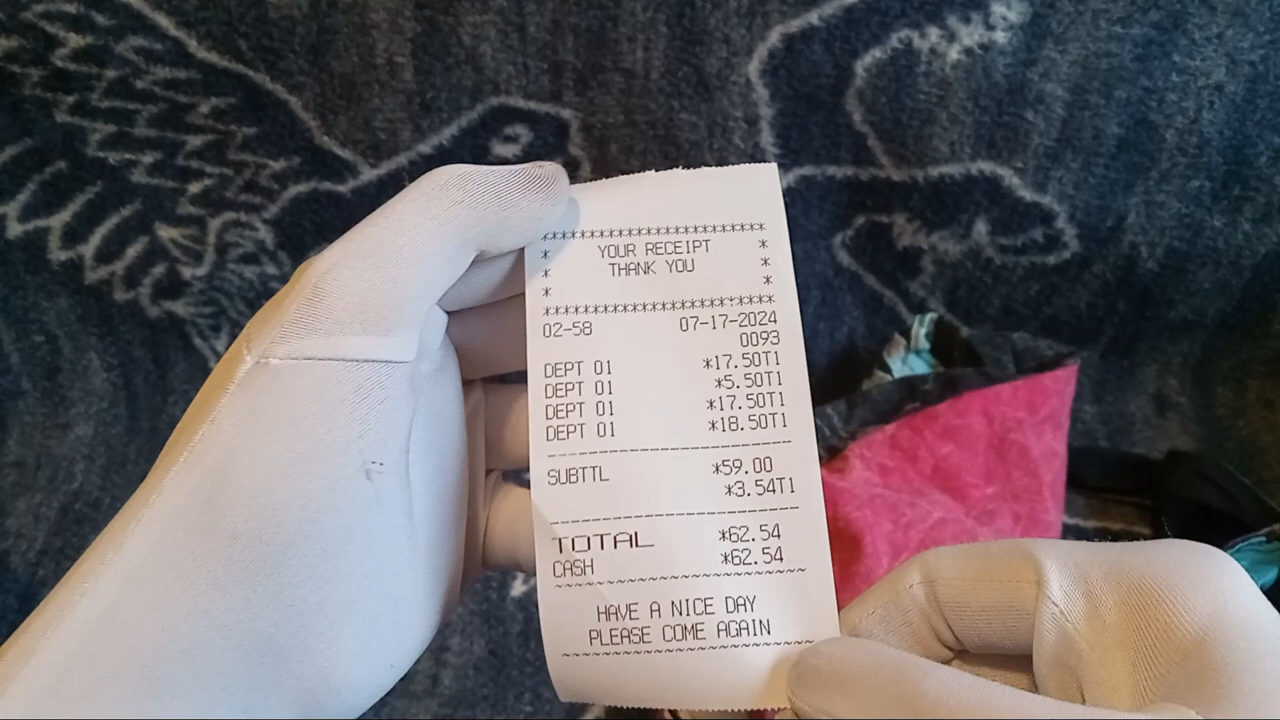 ***********************
* YOUR RECEIPT *
* THANK YOU *
* *
***********************
02-58 07-17-2024
0093
DEPT 01 *17.50T1
DEPT 01 *5.50T1
DEPT 01 *17.50T1
DEPT 01 *18.50T1
------------------------
SUBTTL *59.00
*3.54T1
------------------------
TOTAL *62.54
CASH *62.54
~~~~~~~~~~~~~~~~~~~~~~~~
HAVE A NICE DAY
PLEASE COME AGAIN
~~~~~~~~~~~~~~~~~~~~~~~~